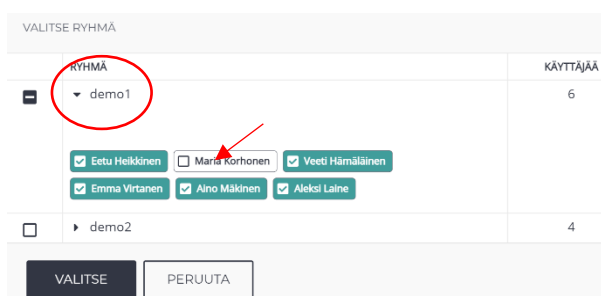 VALITSE RYHMÄ
RYHMÄ KÄYTTÄJÄÄ
demo1 6
Eetu Heikkinen Maria Korhonen Veeti Hämäläinen
Emma Virtanen Aino Mäkinen Aleksi Laine
demo2 4
VALITSE PERUUTA